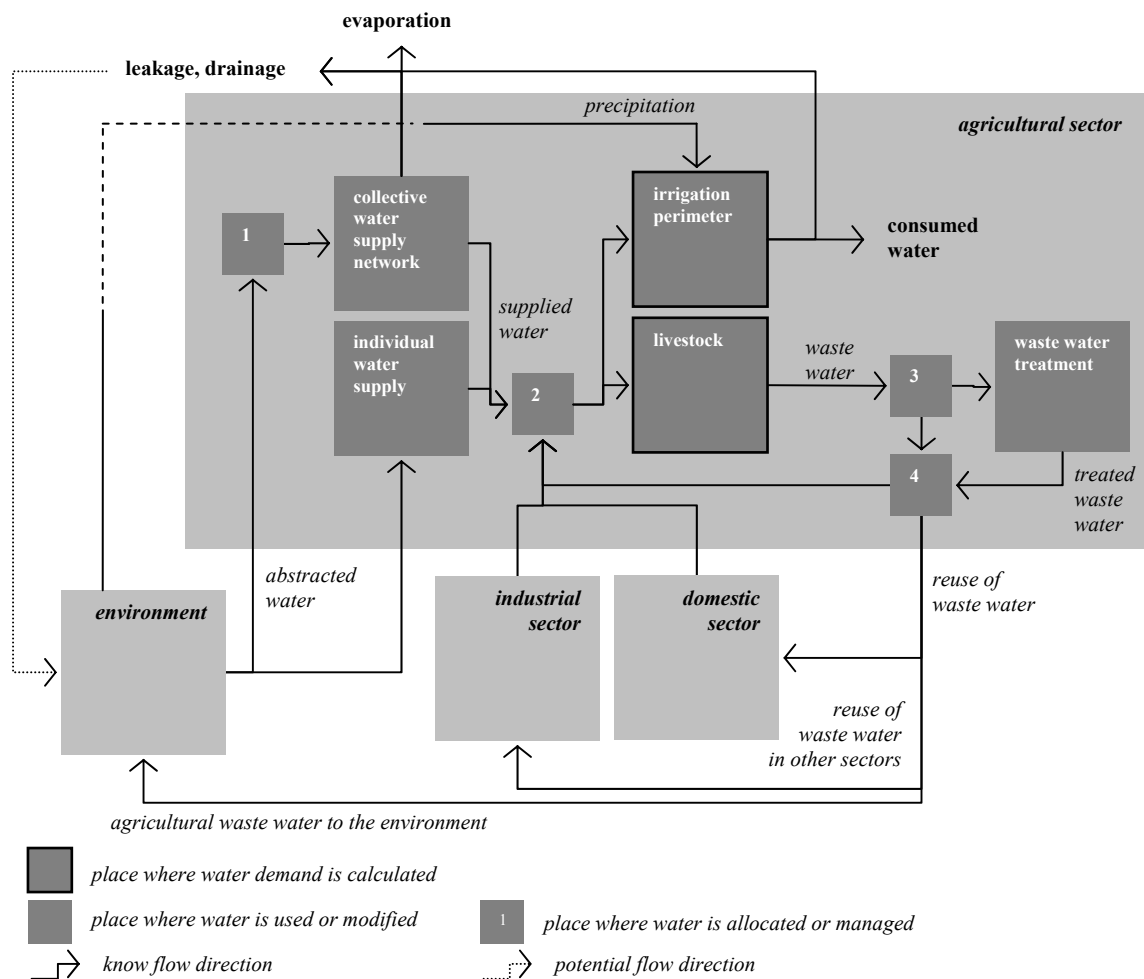 evaporation
leakage, drainage
precipitation
agricultural sector
collective
water
supply
network
1
irrigation
perimeter
consumed
water
supplied
water
individual
water
supply
2
livestock
waste
water
3
waste water
treatment
4
treated
waste
water
abstracted
water
environment
industrial
sector
domestic
sector
reuse of
waste water
reuse of
waste water
in other sectors
agricultural waste water to the environment
place where water demand is calculated
place where water is used or modified
1
place where water is allocated or managed
know flow direction
potential flow direction